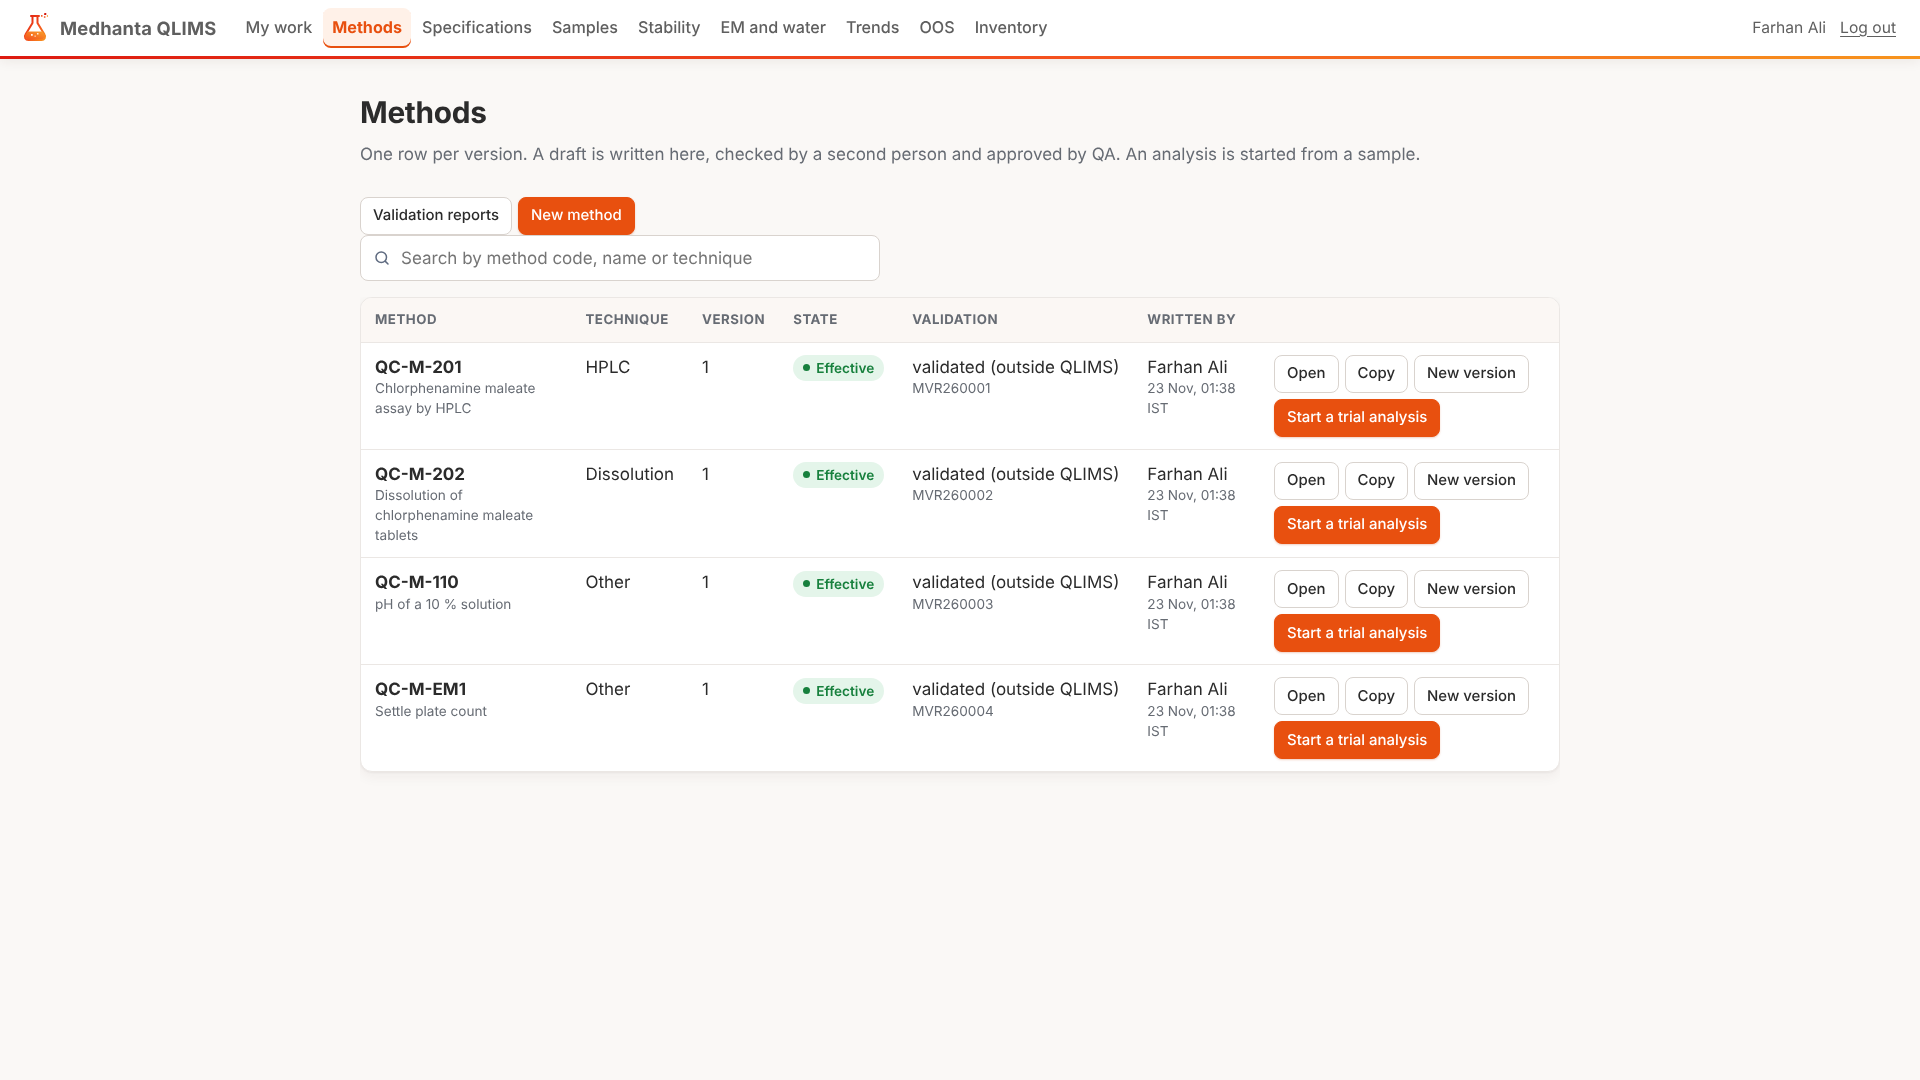 Medhanta QLIMS My work Methods Specifications Samples Stability EM and water Trends OOS Inventory Farhan Ali Log out
Methods
One row per version. A draft is written here, checked by a second person and approved by QA. An analysis is started from a sample.
Validation reports New method
Search by method code, name or technique
METHOD TECHNIQUE VERSION STATE VALIDATION WRITTEN BY
QC-M-201 HPLC 1 Effective validated (outside QLIMS) Farhan Ali Open Copy New version
Chlorphenamine maleate MVR260001 23 Nov, 01:38
assay by HPLC IST Start a trial analysis
QC-M-202 Dissolution 1 Effective validated (outside QLIMS) Farhan Ali Open Copy New version
Dissolution of MVR260002 23 Nov, 01:38
chlorphenamine maleate IST Start a trial analysis
tablets
QC-M-110 Other 1 Effective validated (outside QLIMS) Farhan Ali Open Copy New version
pH of a 10 % solution MVR260003 23 Nov, 01:38
IST Start a trial analysis
QC-M-EM1 Other 1 Effective validated (outside QLIMS) Farhan Ali Open Copy New version
Settle plate count MVR260004 23 Nov, 01:38
IST Start a trial analysis